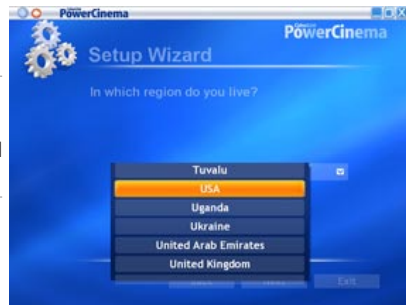 PowerCinema
CyberLink
PowerCinema
Setup Wizard
In which region do you live?
Tuvalu
USA
Uganda
Ukraine
United Arab Emirates
United Kingdom
Exit